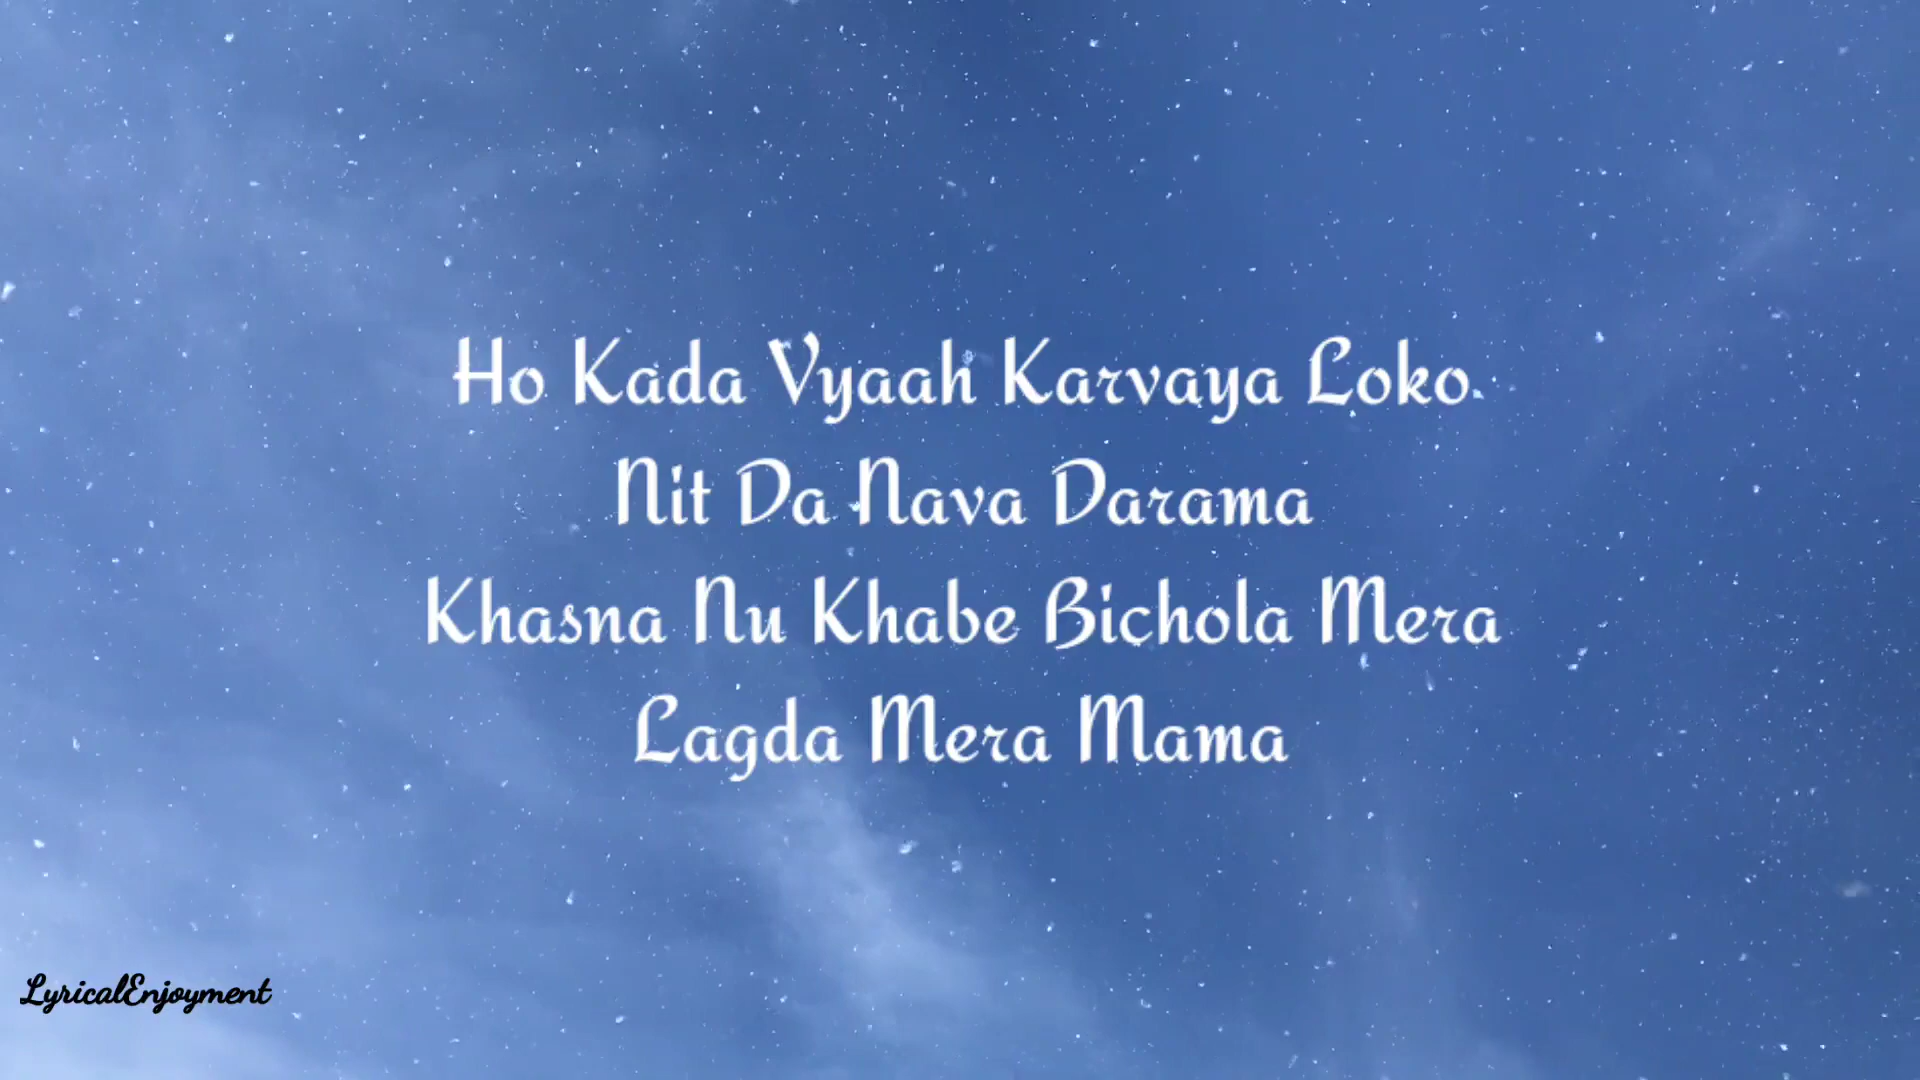 Ho Kada Vyaah Karvaya Loko
Nit Da Nava Darama
Khasna Nu Khabe Bichola Mera
Lagda Mera Mama
LyricalEnjoyment